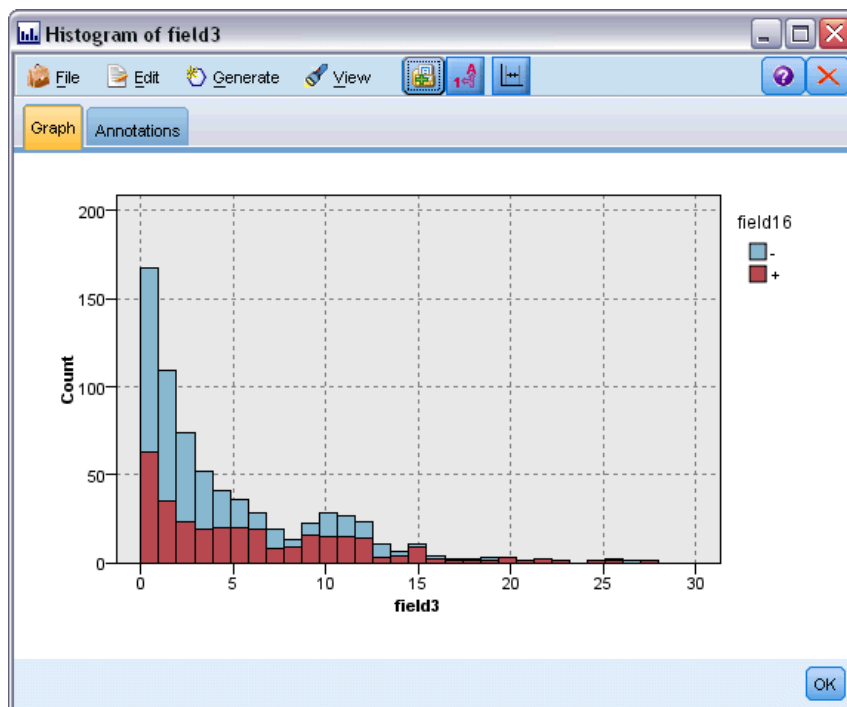 Histogram of field3
File Edit Generate View
Graph Annotations
200
150
100
50
0
Count
0 5 10 15 20 25 30
field3
field16
-
+
OK